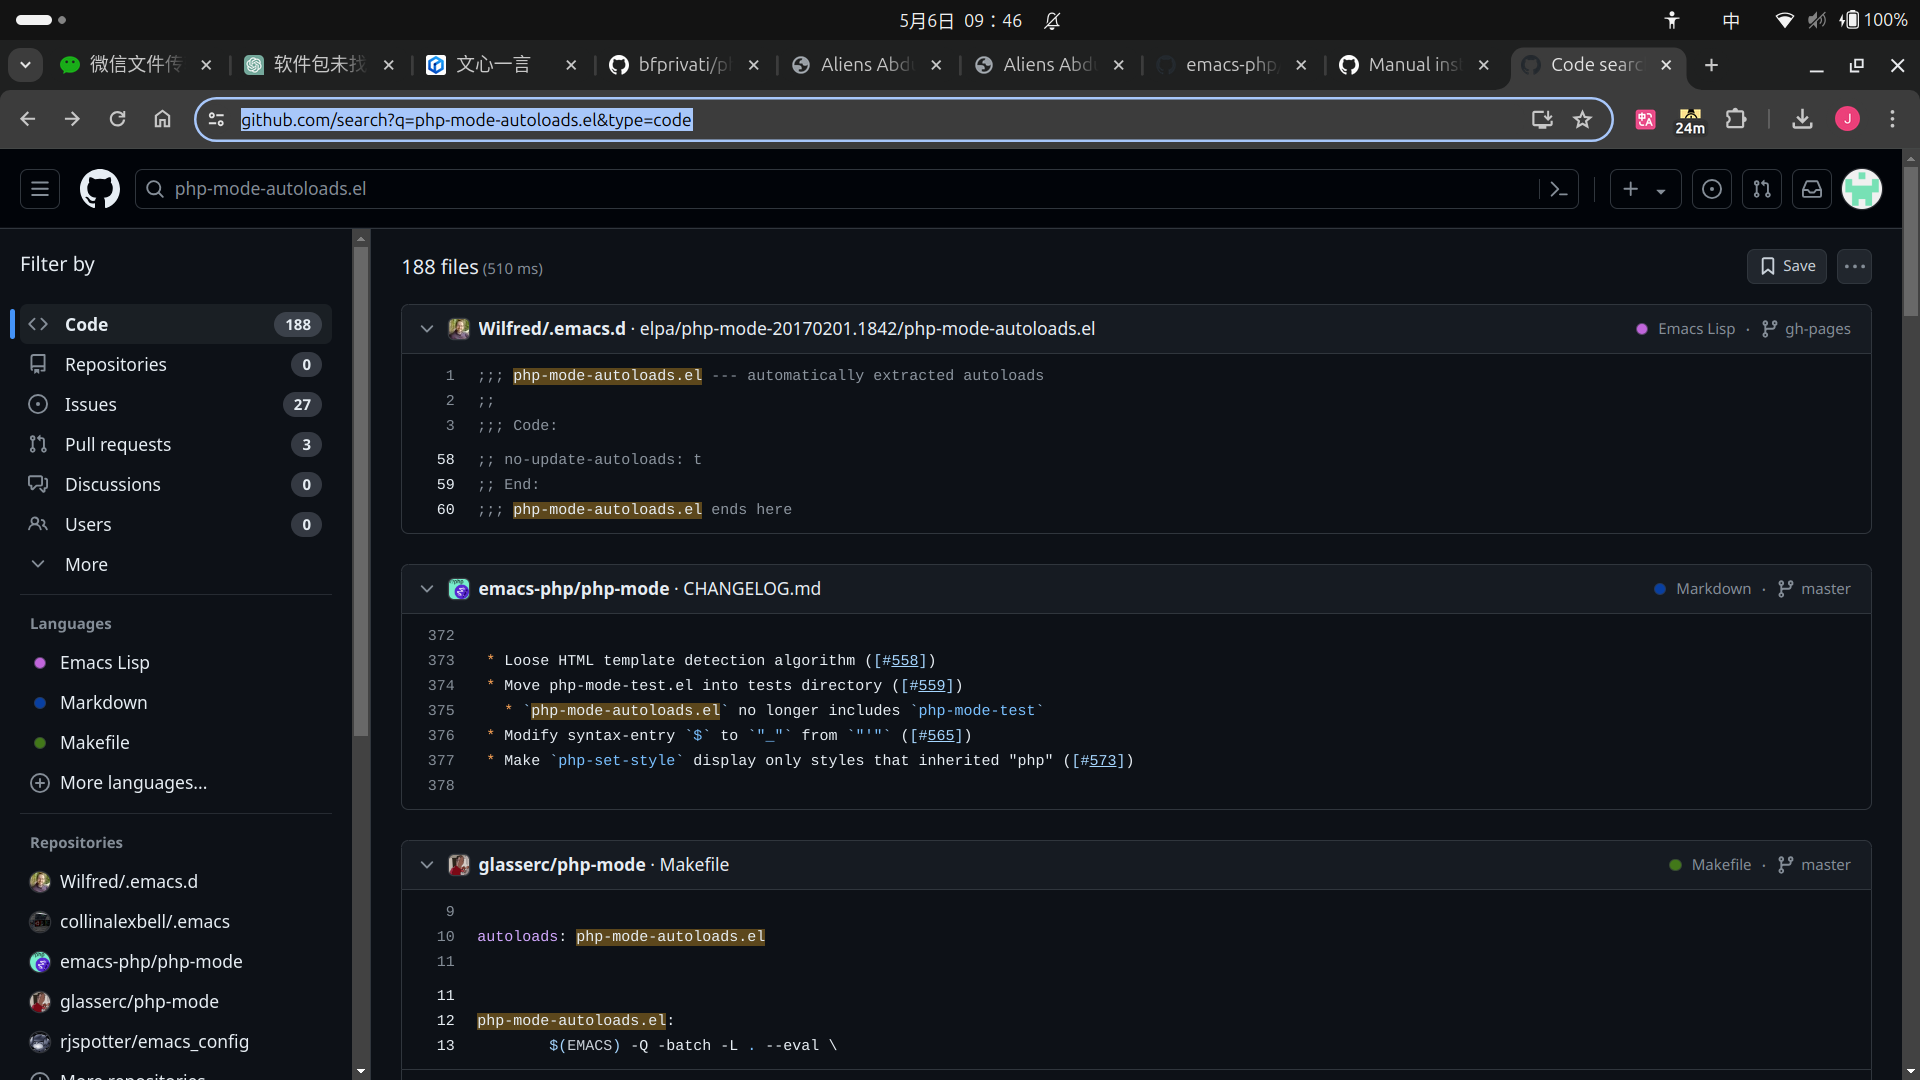 5月6日 09：46
中
100%
微信文件传
软件包未找
文心一言
bfprivati/ph
Aliens Abdu
Aliens Abdu
emacs-php/
Manual inst
Code searc
github.com/search?q=php-mode-autoloads.el&type=code
24m
J
php-mode-autoloads.el
Filter by
Code 188
Repositories 0
Issues 27
Pull requests 3
Discussions 0
Users 0
More
Languages
Emacs Lisp
Markdown
Makefile
More languages...
Repositories
Wilfred/.emacs.d
collinalexbell/.emacs
emacs-php/php-mode
glasserc/php-mode
rjspotter/emacs_config
More repositories
188 files (510 ms)
Save
Wilfred/.emacs.d · elpa/php-mode-20170201.1842/php-mode-autoloads.el
Emacs Lisp · gh-pages
1 ;;; php-mode-autoloads.el --- automatically extracted autoloads
2 ;;
3 ;;; Code:
58 ;; no-update-autoloads: t
59 ;; End:
60 ;;; php-mode-autoloads.el ends here
emacs-php/php-mode · CHANGELOG.md
Markdown · master
372
373 * Loose HTML template detection algorithm ([#558])
374 * Move php-mode-test.el into tests directory ([#559])
375 * `php-mode-autoloads.el` no longer includes `php-mode-test`
376 * Modify syntax-entry `$` to `"_"` from `"'"` ([#565])
377 * Make `php-set-style` display only styles that inherited "php" ([#573])
378
glasserc/php-mode · Makefile
Makefile · master
9
10 autoloads: php-mode-autoloads.el
11
11
12 php-mode-autoloads.el:
13 $(EMACS) -Q -batch -L . --eval \